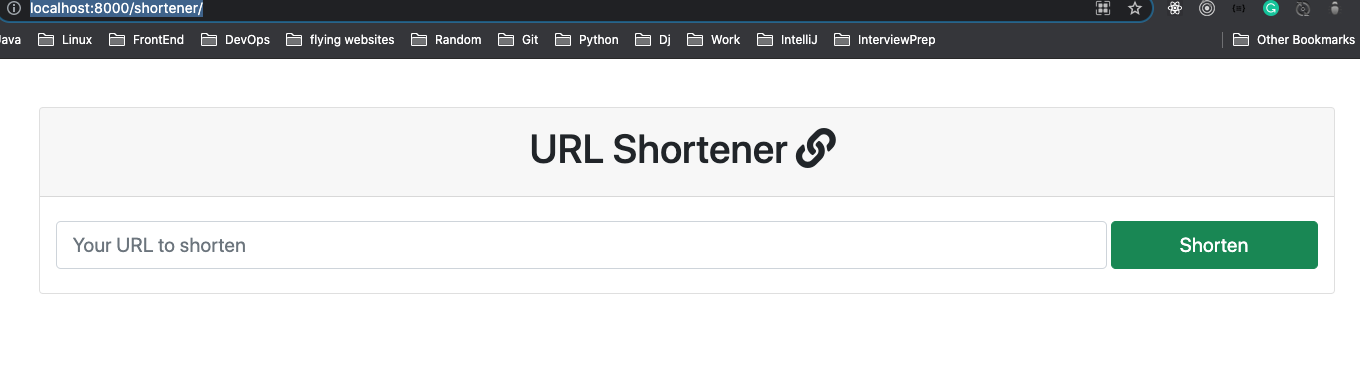 localhost:8000/shortener/
Java Linux FrontEnd DevOps flying websites Random Git Python Dj Work IntelliJ InterviewPrep Other Bookmarks
URL Shortener
Your URL to shorten Shorten